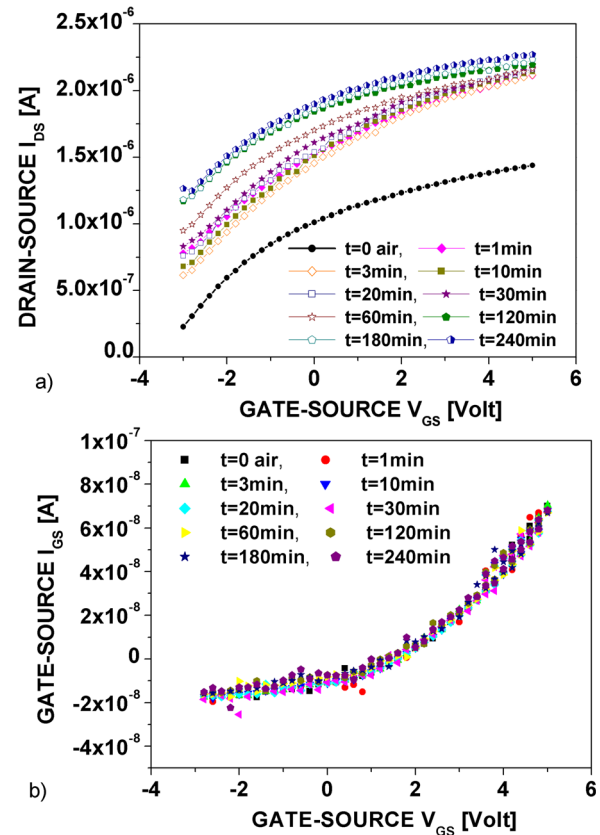 2.5x10⁻⁶
2.0x10⁻⁶
1.5x10⁻⁶
1.0x10⁻⁶
5.0x10⁻⁷
0.0
DRAIN-SOURCE I_DS [A]
t=0 air, t=1min
t=3min, t=10min
t=20min, t=30min
t=60min, t=120min
t=180min, t=240min
-4 -2 0 2 4 6
a)
GATE-SOURCE V_GS [Volt]
1x10⁻⁷
8x10⁻⁸
6x10⁻⁸
4x10⁻⁸
2x10⁻⁸
0
-2x10⁻⁸
-4x10⁻⁸
GATE-SOURCE I_GS [A]
t=0 air, t=1min
t=3min, t=10min
t=20min, t=30min
t=60min, t=120min
t=180min, t=240min
-4 -2 0 2 4 6
b)
GATE-SOURCE V_GS [Volt]